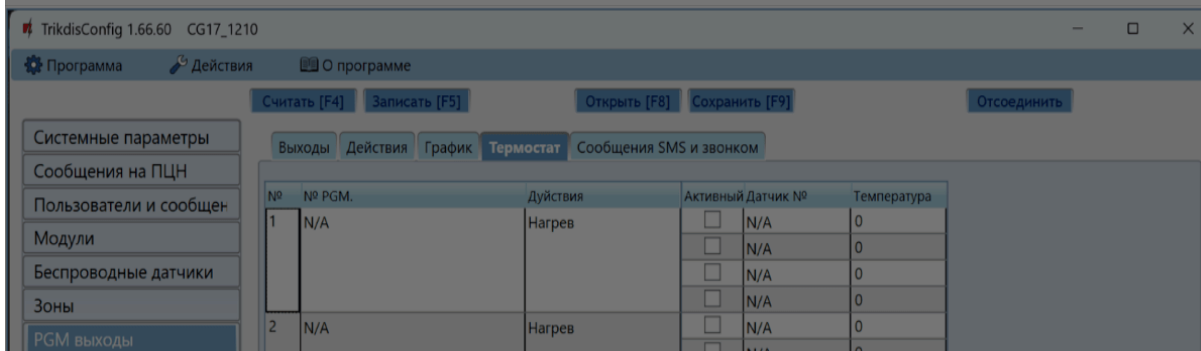 TrikdisConfig 1.66.60 CG17_1210
Программа Действия О программе
Считать [F4] Записать [F5] Открыть [F8] Сохранить [F9] Отсоединить
Системные параметры
Сообщения на ПЦН
Пользователи и сообщен
Модули
Беспроводные датчики
Зоны
PGM выходы
Выходы Действия График Термостат Сообщения SMS и звонком
№ № PGM. Дуйствия Активный Датчик № Температура
1 N/A Нагрев N/A 0
N/A 0
N/A 0
N/A 0
2 N/A Нагрев N/A 0